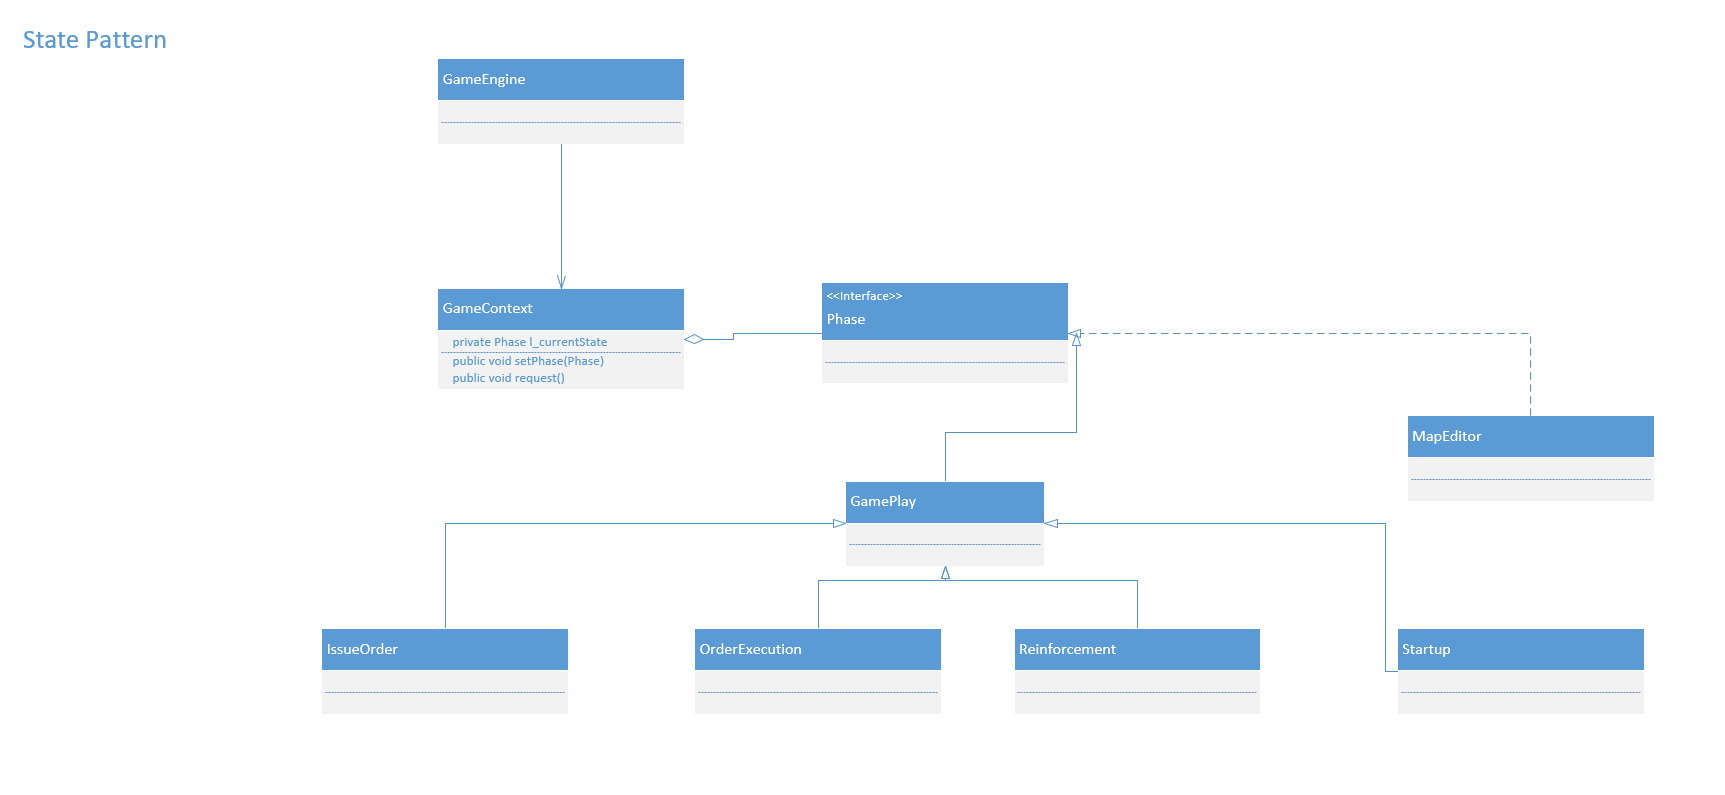 State Pattern
GameEngine
GameContext
private Phase l_currentState
public void setPhase(Phase)
public void request()
<<Interface>>
Phase
MapEditor
GamePlay
IssueOrder
OrderExecution
Reinforcement
Startup